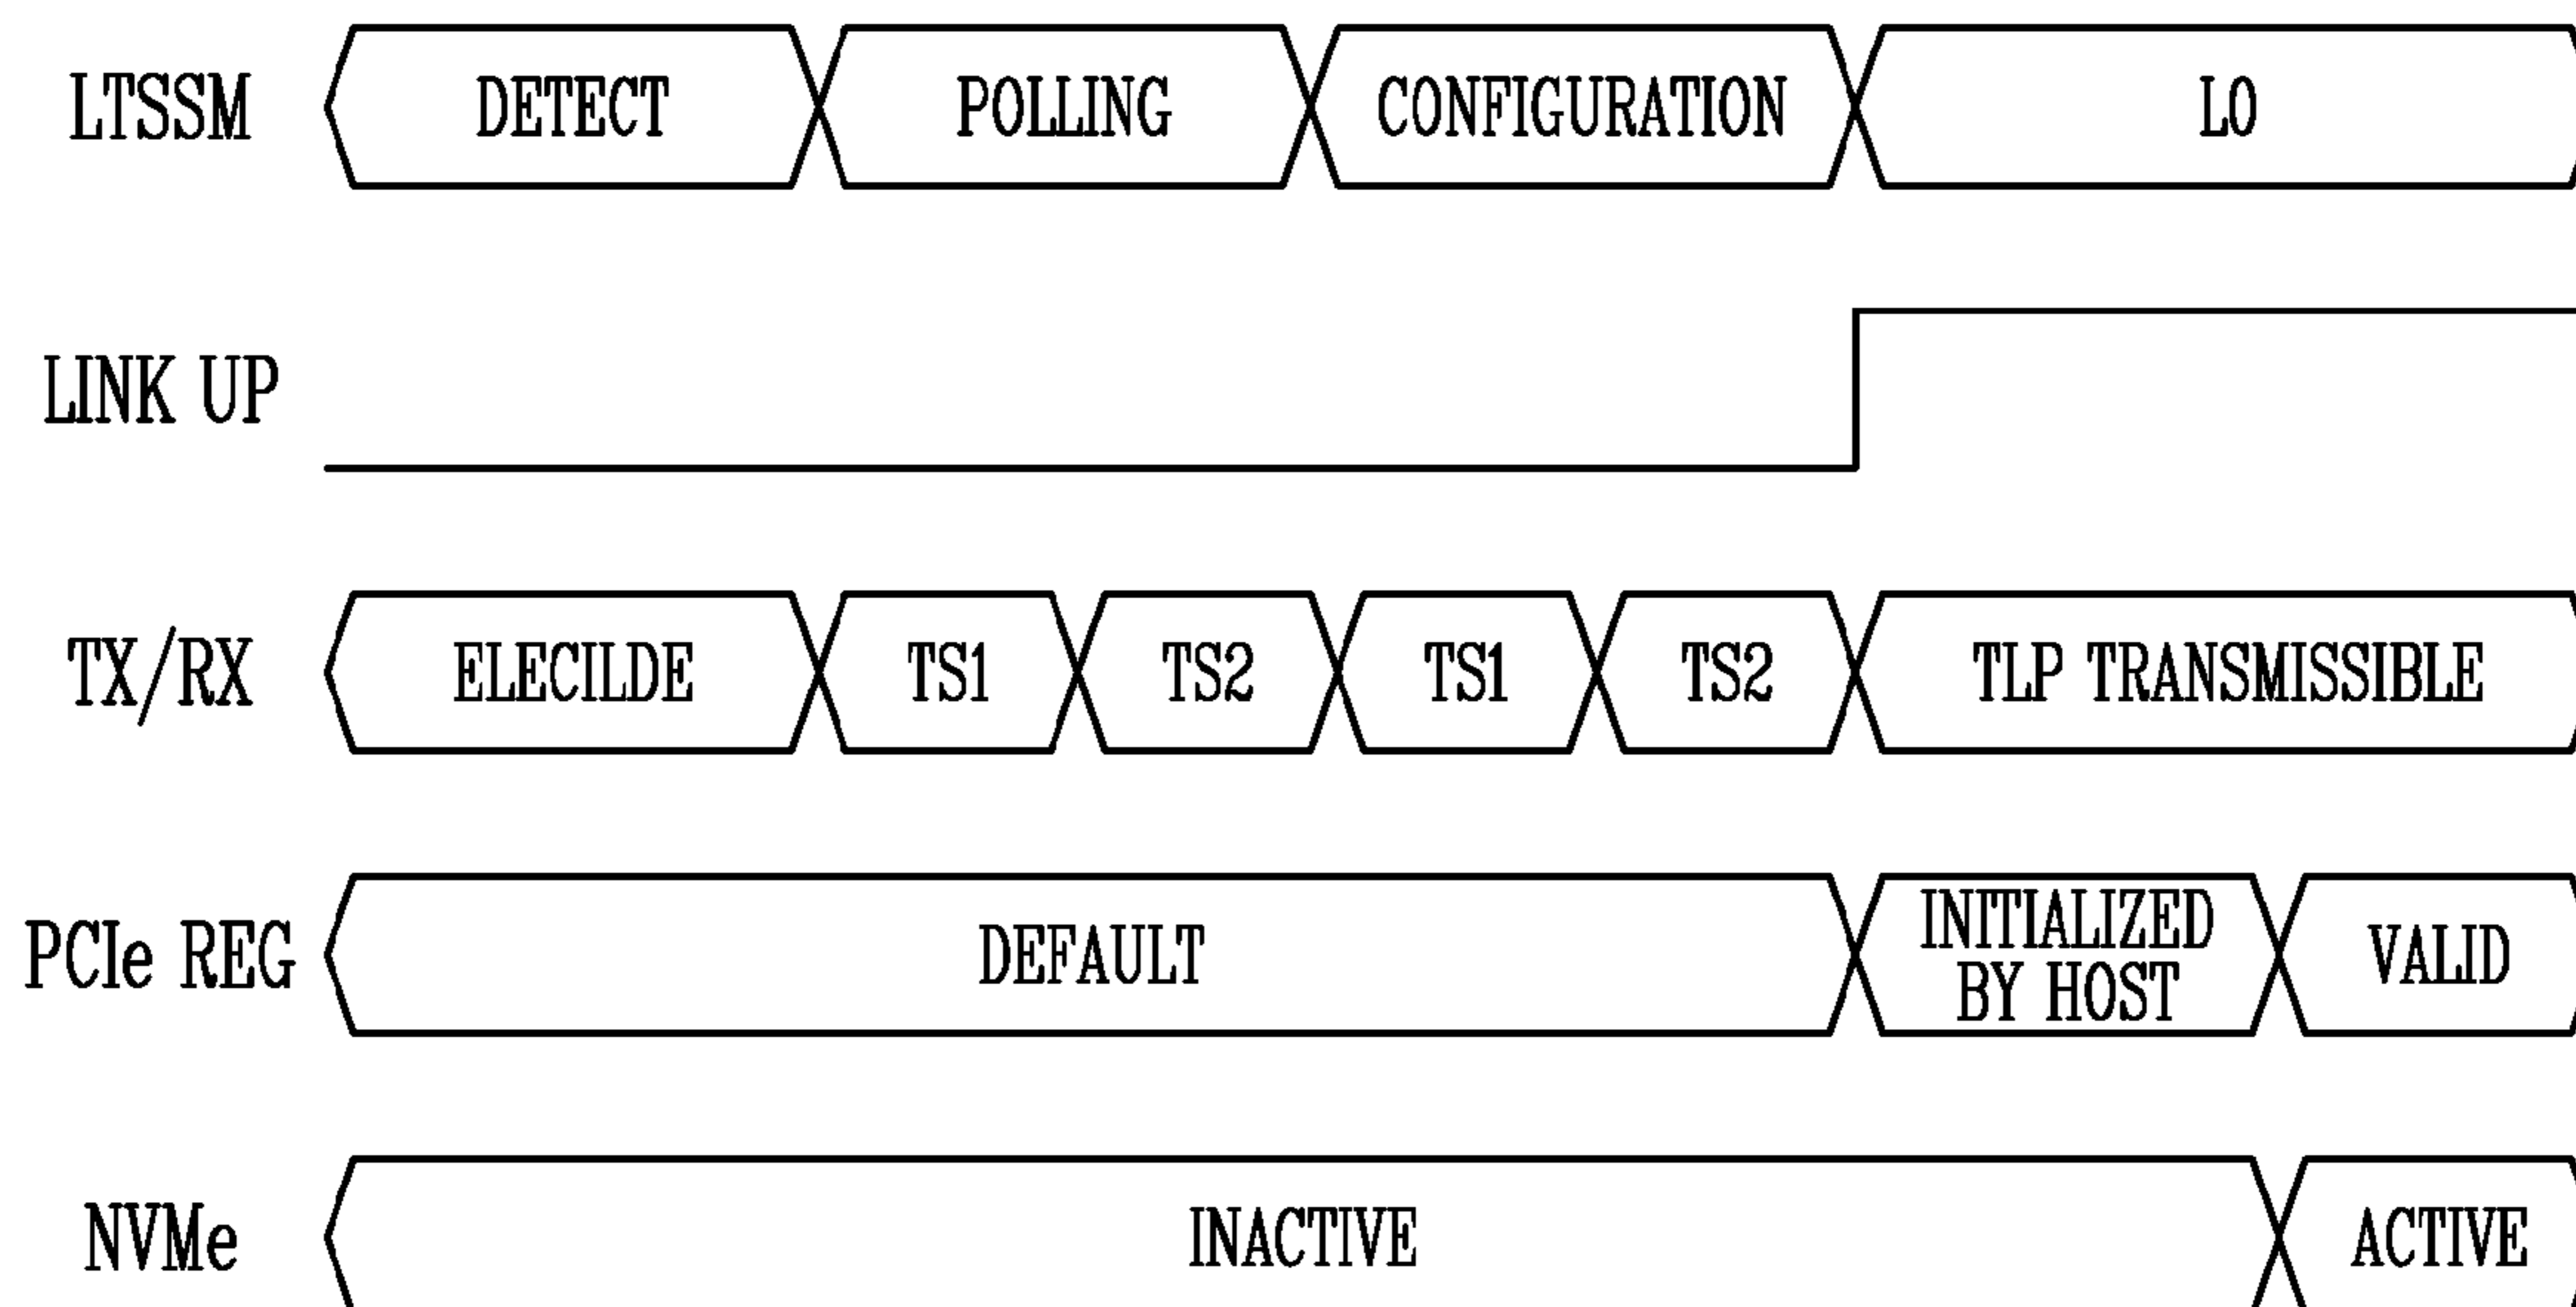 LTSSM DETECT POLLING CONFIGURATION L0
LINK UP
TX/RX ELECILDE TS1 TS2 TS1 TS2 TLP TRANSMISSIBLE
PCIe REG DEFAULT INITIALIZED BY HOST VALID
NVMe INACTIVE ACTIVE